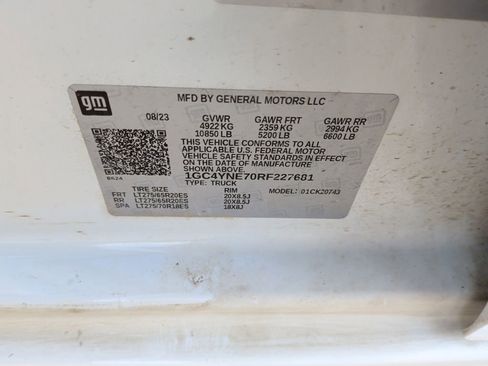 gm
MFD BY GENERAL MOTORS LLC
08/23
GVWR GAWR FRT GAWR RR
4922 KG 2359 KG 2994 KG
10850 LB 5200 LB 6600 LB
THIS VEHICLE CONFORMS TO ALL
APPLICABLE U.S. FEDERAL MOTOR
VEHICLE SAFETY STANDARDS IN EFFECT
ON THE DATE OF MANUFACTURE SHOWN ABOVE.
1GC4YNE70RF227681
TYPE: TRUCK MODEL: 01CK20743
TIRE SIZE RIM
FRT LT275/65R20ES 20X8.5J
RR LT275/65R20ES 20X8.5J
SPA LT275/70R18ES 18X8J